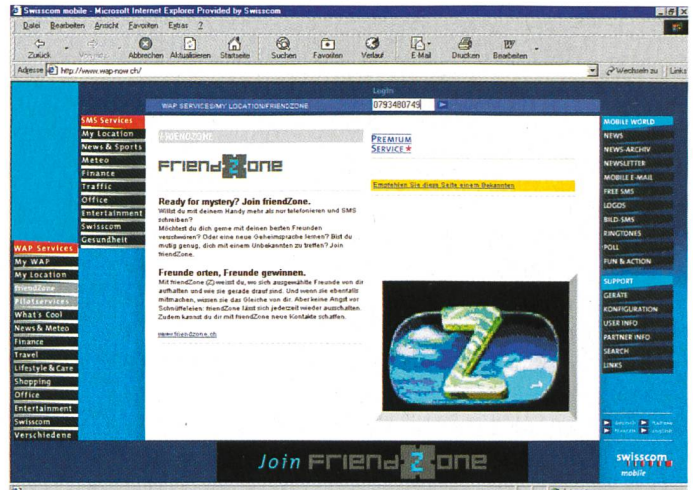 Swisscom mobile - Microsoft Internet Explorer Provided by Swisscom
Datei Bearbeiten Ansicht Favoriten Extras ?
Zurück Abbrechen Aktualisieren Startseite Suchen Favoriten Verlauf E-Mail Drucken Bearbeiten
Adresse http://www.wap-now.ch/ Wechseln zu Links
Login
WAP SERVICES/MY LOCATION/FRIENDZONE 0793480749
SMS Services
My Location
News & Sports
Meteo
Finance
Traffic
Office
Entertainment
Swisscom
Gesundheit
WAP Services
My WAP
My Location
friendZone
Pilotservices
What's Cool
News & Meteo
Finance
Travel
Lifestyle & Care
Shopping
Office
Entertainment
Swisscom
Verschiedene
FRIENDZONE
FrienD Z one
Ready for mystery? Join friendZone.
Willst du mit deinem Handy mehr als nur telefonieren und SMS
schreiben?
Möchtest du dich gerne mit deinen besten Freunden
verschwören? Oder eine neue Geheimsprache lernen? Bist du
mutig genug, dich mit einem Unbekannten zu treffen? Join
friendZone.
Freunde orten, Freunde gewinnen.
Mit friendZone (Z) weisst du, wo sich ausgewählte Freunde von dir
aufhalten und wie sie gerade drauf sind. Und wenn sie ebenfalls
mitmachen, wissen sie das Gleiche von dir. Aber keine Angst vor
Schnüffeleien: friendZone lässt sich jederzeit wieder ausschalten.
Zudem kannst du dir mit friendZone neue Kontakte schaffen.
www.friendzone.ch
PREMIUM
SERVICE *
Empfehlen Sie diese Seite einem Bekannten
Z
MOBILE WORLD
NEWS
NEWS-ARCHIV
NEWSLETTER
MOBILE E-MAIL
FREE SMS
LOGOS
BILD-SMS
RINGTONES
POLL
FUN & ACTION
SUPPORT
GERÄTE
KONFIGURATION
USER INFO
PARTNER INFO
SEARCH
LINKS
swisscom
mobile
Join FrienD Z one